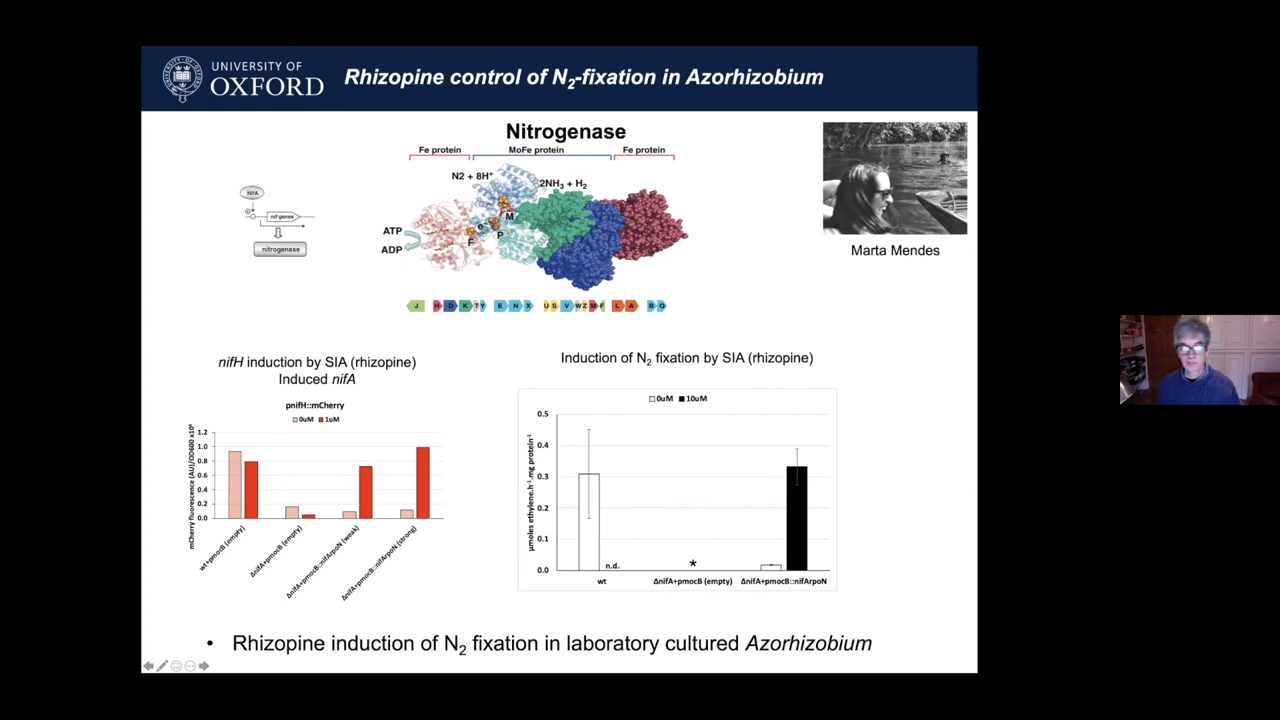 UNIVERSITY OF
OXFORD
Rhizopine control of N2-fixation in Azorhizobium
Nitrogenase
Fe protein
MoFe protein
Fe protein
N2 + 8H+
2NH3 + H2
NifA
nif genes
nitrogenase
ATP
ADP
e-
M
P
F
J H D K T Y E N X U S V W Z M F L A B Q
Marta Mendes
nifH induction by SIA (rhizopine)
Induced nifA
pnifH::mCherry
0uM 1uM
mCherry fluorescence (AU)/OD600 x10⁴
1.2
1.0
0.8
0.6
0.4
0.2
0.0
wt+pmocB (empty)
ΔnifA+pmocB (empty)
ΔnifA+pmocB::nifArpoN (weak)
ΔnifA+pmocB::nifArpoN (strong)
Induction of N2 fixation by SIA (rhizopine)
0uM 10uM
μmoles ethylene.h-1.mg protein-1
0.5
0.4
0.3
0.2
0.1
0.0
n.d.
*
wt
ΔnifA+pmocB (empty)
ΔnifA+pmocB::nifArpoN
• Rhizopine induction of N2 fixation in laboratory cultured Azorhizobium